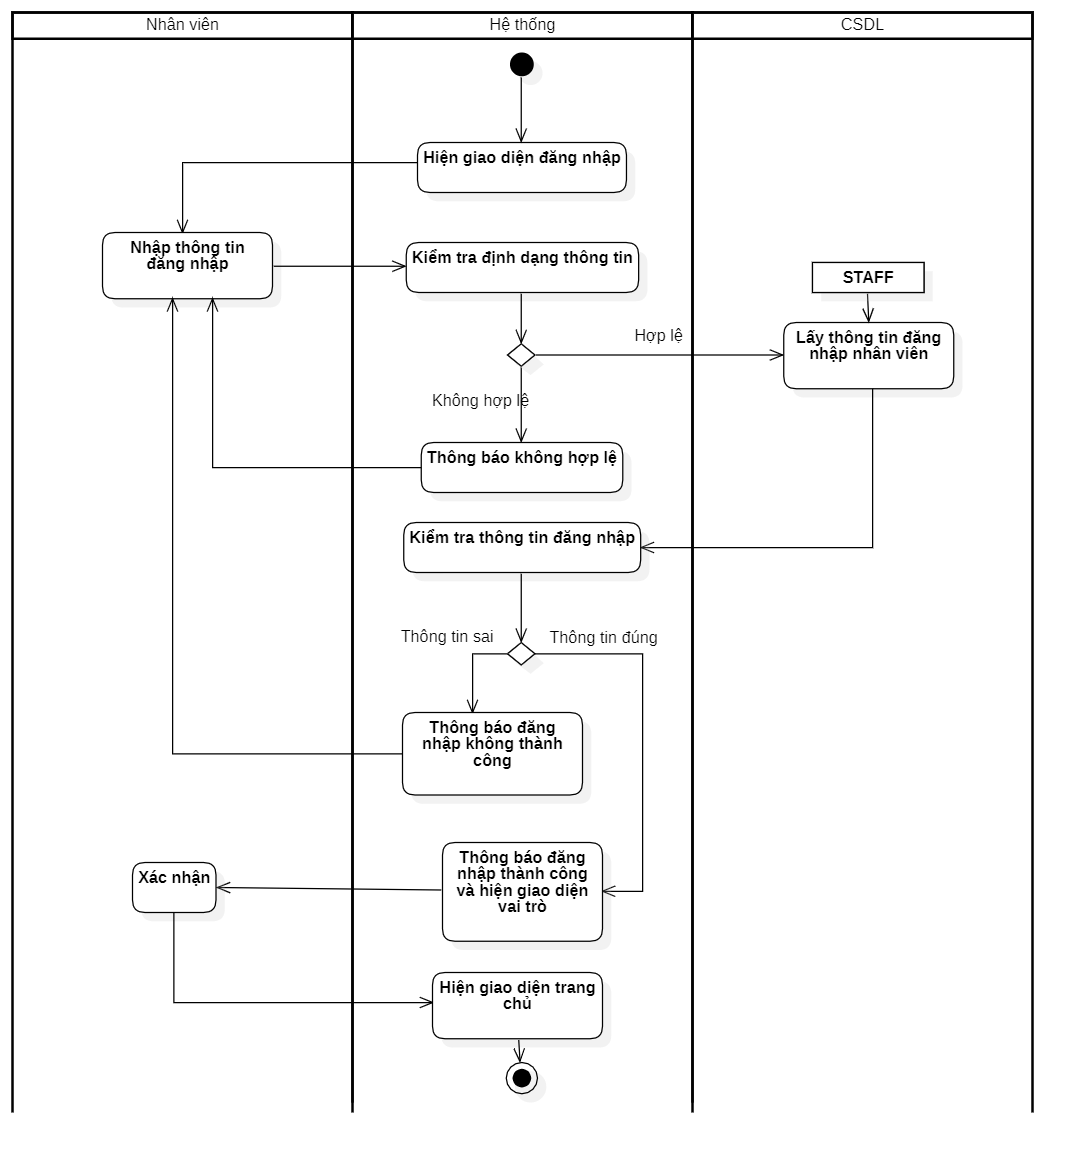 Nhân viên
Hệ thống
CSDL
Hiện giao diện đăng nhập
Nhập thông tin
đăng nhập
Kiểm tra định dạng thông tin
STAFF
Hợp lệ
Lấy thông tin đăng
nhập nhân viên
Không hợp lệ
Thông báo không hợp lệ
Kiểm tra thông tin đăng nhập
Thông tin sai
Thông tin đúng
Thông báo đăng
nhập không thành
công
Thông báo đăng
nhập thành công
và hiện giao diện
vai trò
Xác nhận
Hiện giao diện trang
chủ